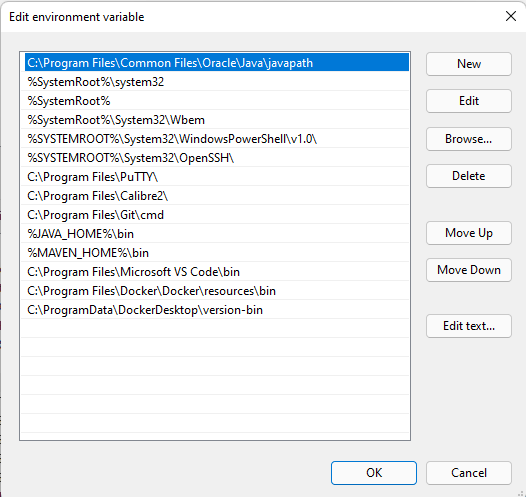 Edit environment variable
C:\Program Files\Common Files\Oracle\Java\javapath
%SystemRoot%\system32
%SystemRoot%
%SystemRoot%\System32\Wbem
%SYSTEMROOT%\System32\WindowsPowerShell\v1.0\
%SYSTEMROOT%\System32\OpenSSH\
C:\Program Files\PuTTY\
C:\Program Files\Calibre2\
C:\Program Files\Git\cmd
%JAVA_HOME%\bin
%MAVEN_HOME%\bin
C:\Program Files\Microsoft VS Code\bin
C:\Program Files\Docker\Docker\resources\bin
C:\ProgramData\DockerDesktop\version-bin
New
Edit
Browse...
Delete
Move Up
Move Down
Edit text...
OK
Cancel